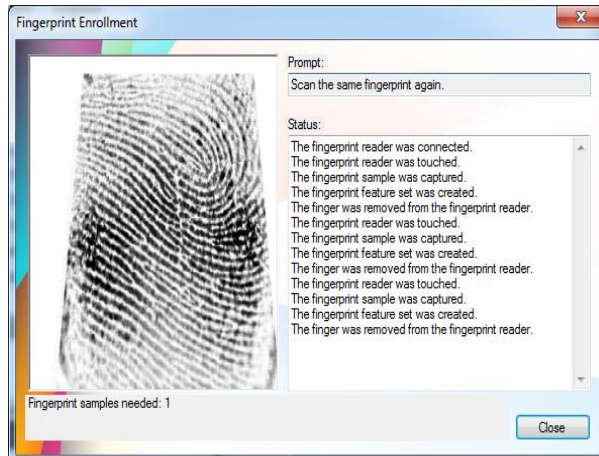 Fingerprint Enrollment
Prompt:
Scan the same fingerprint again.
Status:
The fingerprint reader was connected.
The fingerprint reader was touched.
The fingerprint sample was captured.
The fingerprint feature set was created.
The finger was removed from the fingerprint reader.
The fingerprint reader was touched.
The fingerprint sample was captured.
The fingerprint feature set was created.
The finger was removed from the fingerprint reader.
The fingerprint reader was touched.
The fingerprint sample was captured.
The fingerprint feature set was created.
The finger was removed from the fingerprint reader.
Fingerprint samples needed: 1
Close